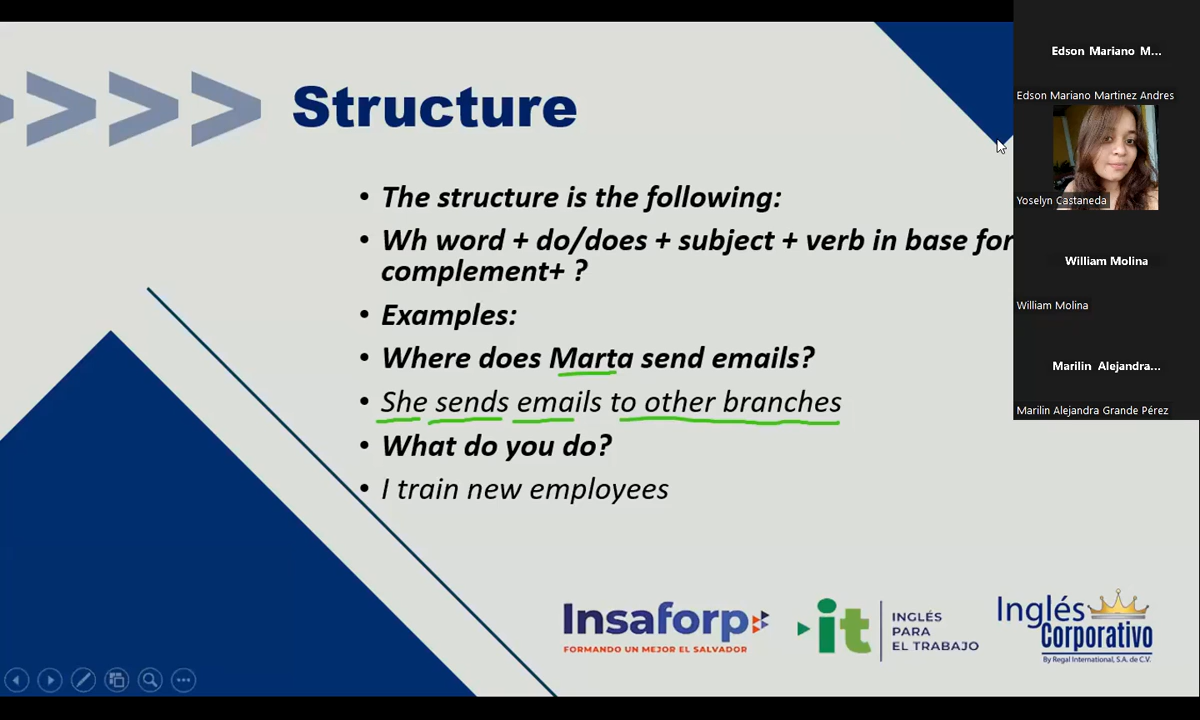 Structure
• The structure is the following:
• Wh word + do/does + subject + verb in base for
complement+ ?
• Examples:
• Where does Marta send emails?
• She sends emails to other branches
• What do you do?
• I train new employees
Insaforp
FORMANDO UN MEJOR EL SALVADOR
it
INGLÉS
PARA
EL TRABAJO
Inglés
Corporativo
By Regal International, S.A. de C.V.
Edson Mariano M...
Edson Mariano Martinez Andres
Yoselyn Castaneda
William Molina
William Molina
Marilin Alejandra...
Marilin Alejandra Grande Pérez